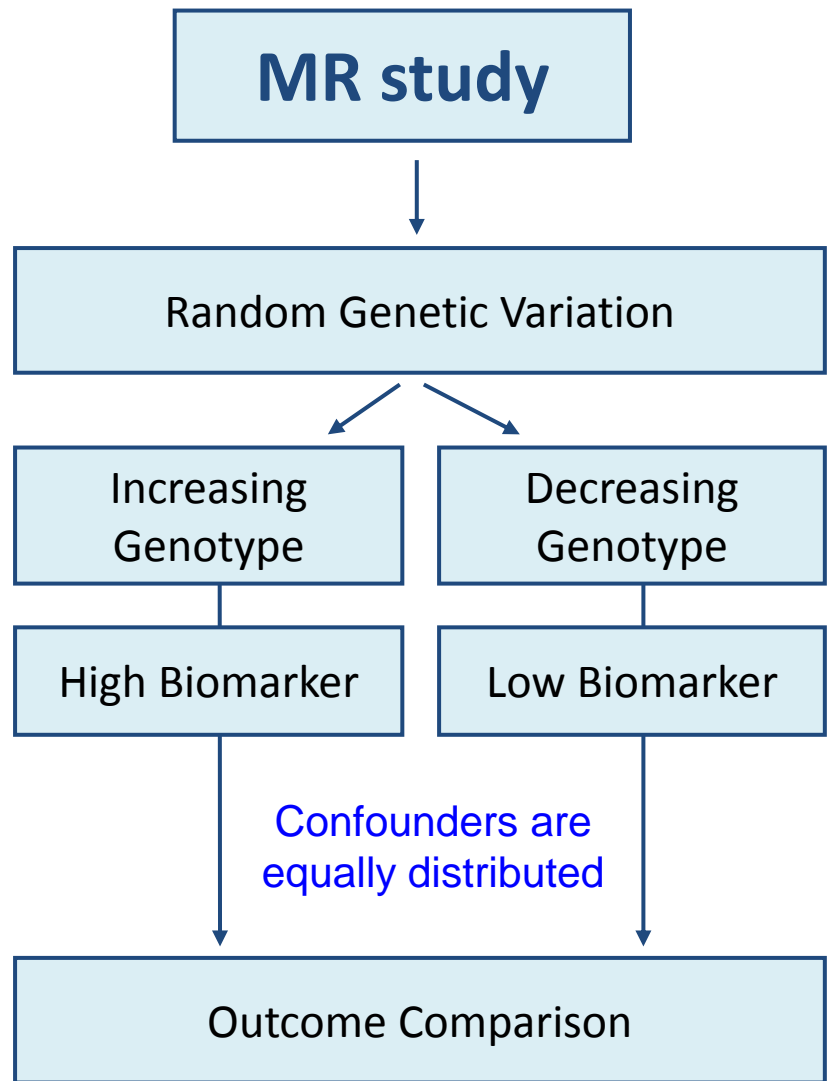 MR study
Random Genetic Variation
Increasing
Genotype
Decreasing
Genotype
High Biomarker
Low Biomarker
Confounders are
equally distributed
Outcome Comparison